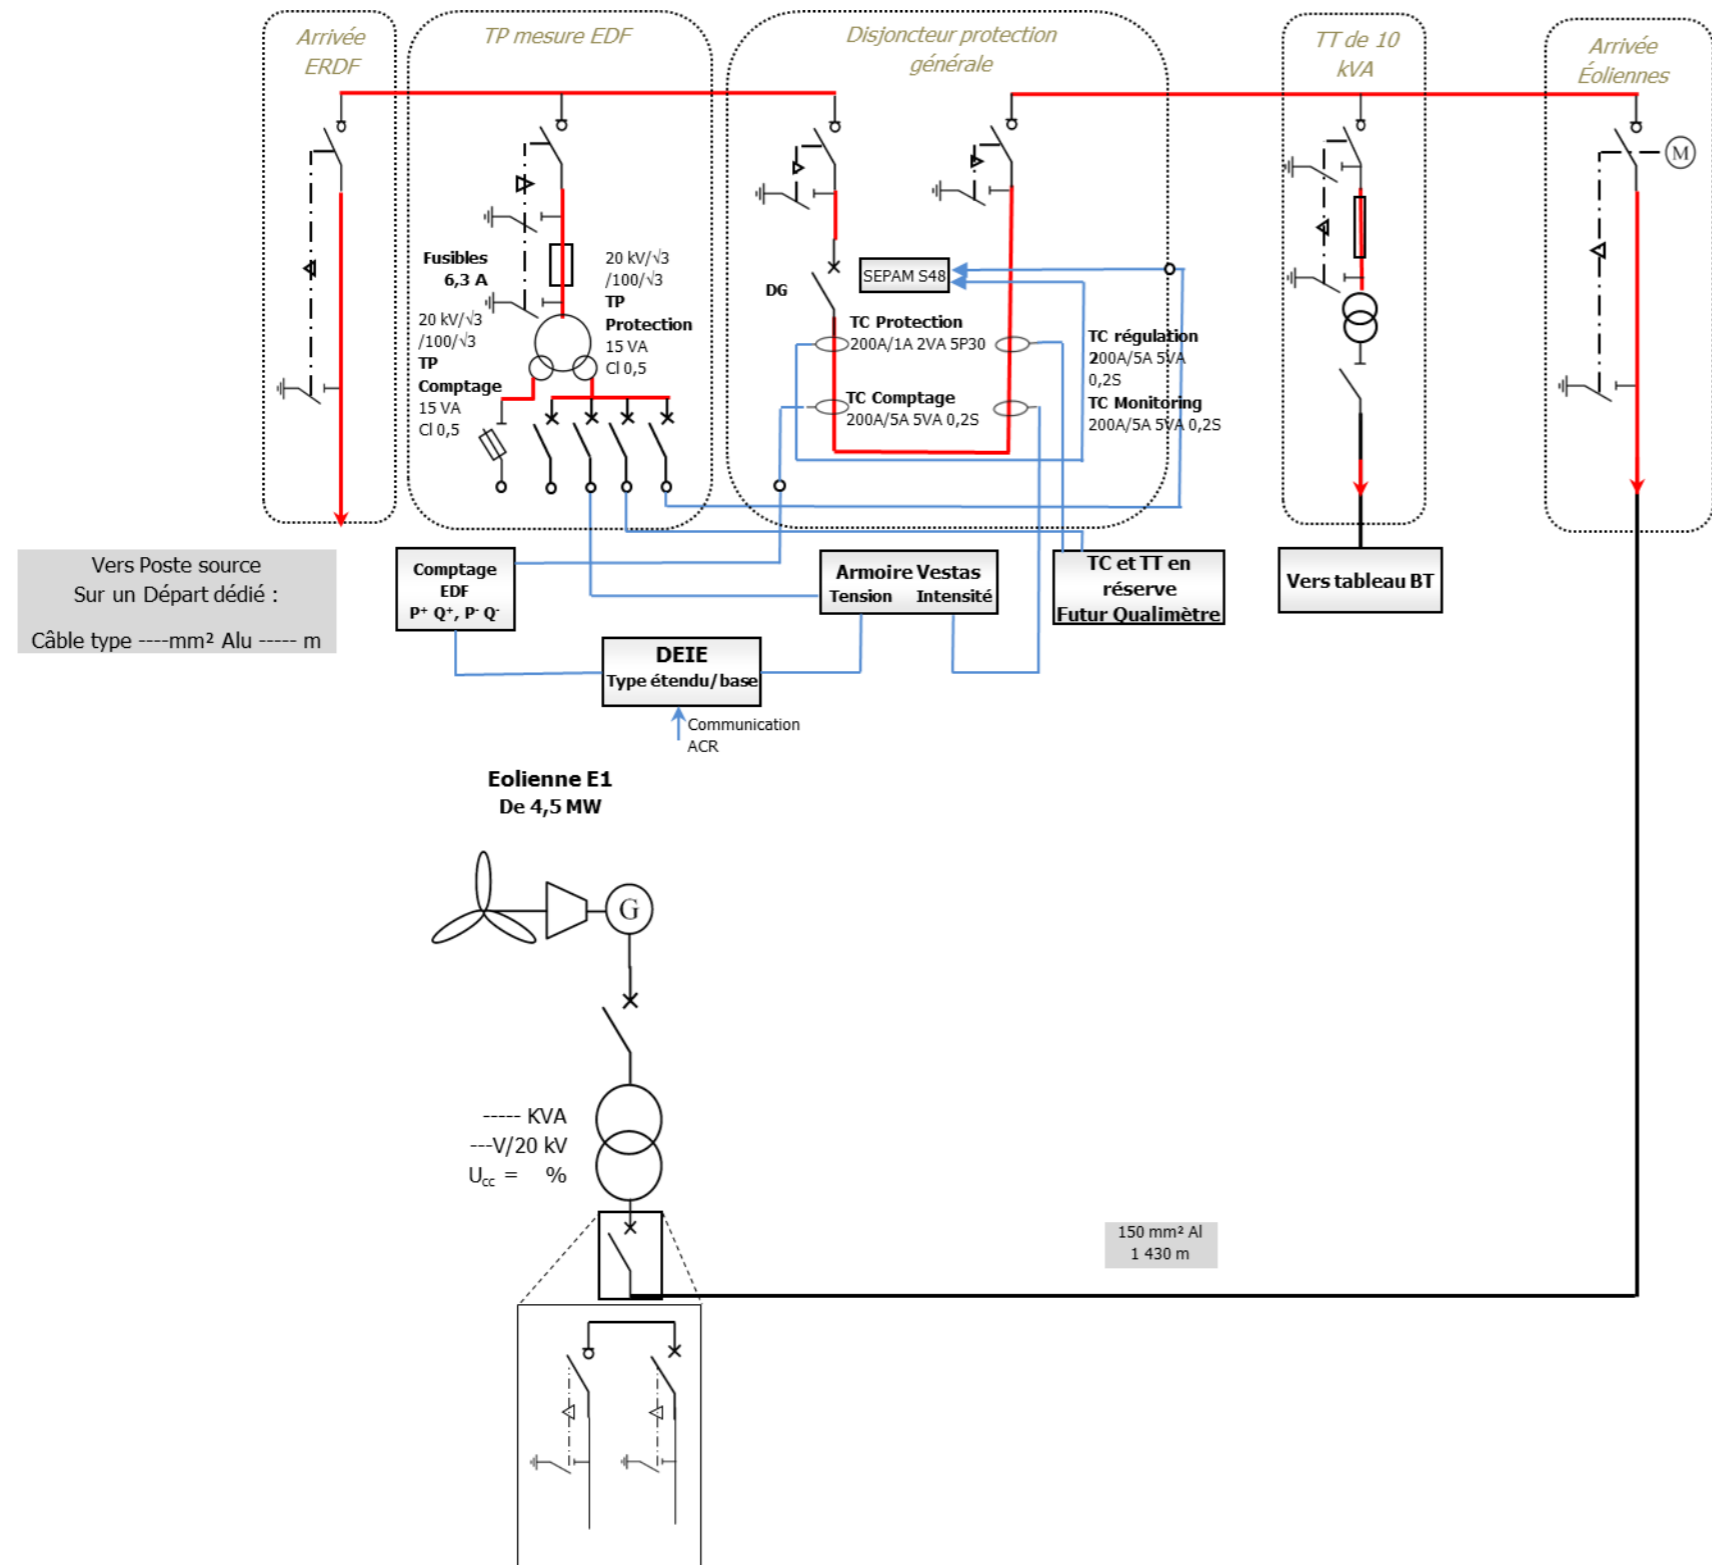 Arrivée
ERDF
TP mesure EDF
Disjoncteur protection
générale
TT de 10
kVA
Arrivée
Éoliennes
M
Fusibles
6,3 A
20 kV/√3
/100/√3
TP
Protection
15 VA
Cl 0,5
20 kV/√3
/100/√3
TP
Comptage
15 VA
Cl 0,5
DG
SEPAM S48
TC Protection
200A/1A 2VA 5P30
TC Comptage
200A/5A 5VA 0,2S
TC régulation
200A/5A 5VA
0,2S
TC Monitoring
200A/5A 5VA 0,2S
Vers Poste source
Sur un Départ dédié :
Câble type ----mm² Alu ----- m
Comptage
EDF
P⁺ Q⁺, P⁻ Q⁻
Armoire Vestas
Tension Intensité
TC et TT en
réserve
Futur Qualimètre
Vers tableau BT
DEIE
Type étendu/base
Communication
ACR
Eolienne E1
De 4,5 MW
G
----- KVA
---V/20 kV
Ucc = %
150 mm² Al
1 430 m